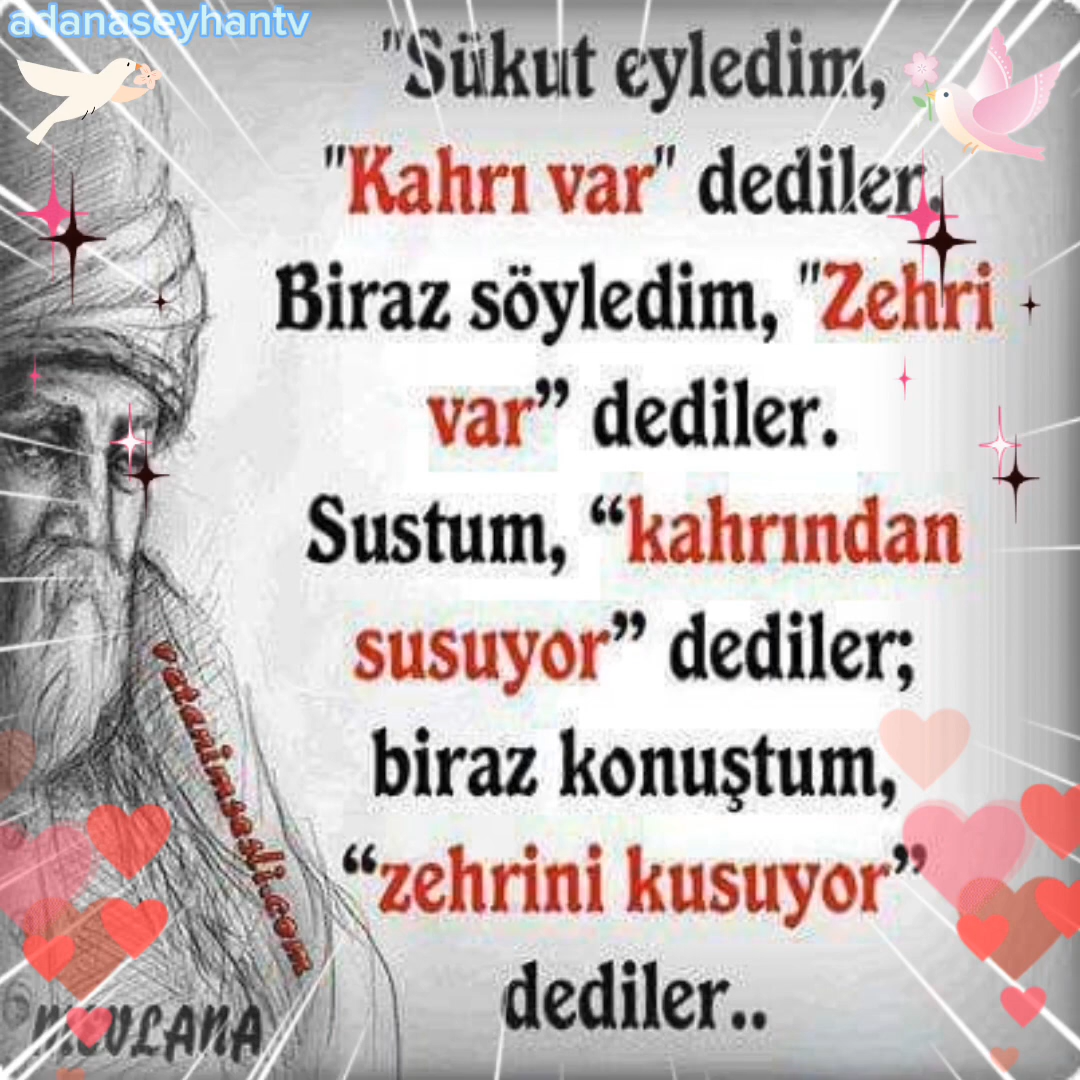 adanaseyhantv
"Sükut eyledim,
"Kahrı var" dediler.
Biraz söyledim, "Zehri
var” dediler.
Sustum, “kahrından
susuyor” dediler;
biraz konuştum,
“zehrini kusuyor”
dediler..
MEVLANA